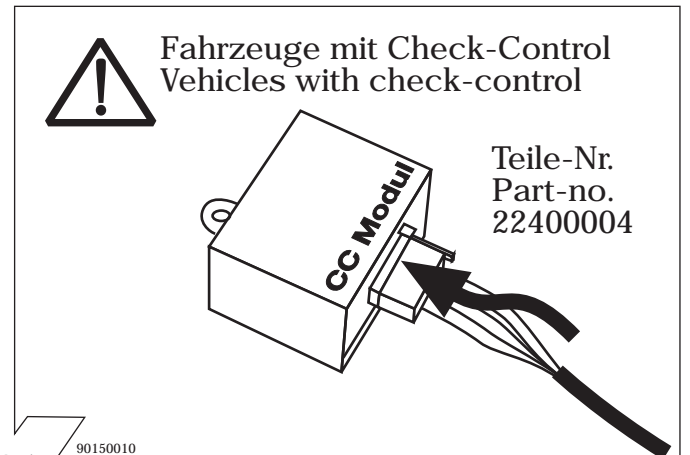 Fahrzeuge mit Check-Control
Vehicles with check-control
Teile-Nr.
Part-no.
22400004
CC Modul
90150010